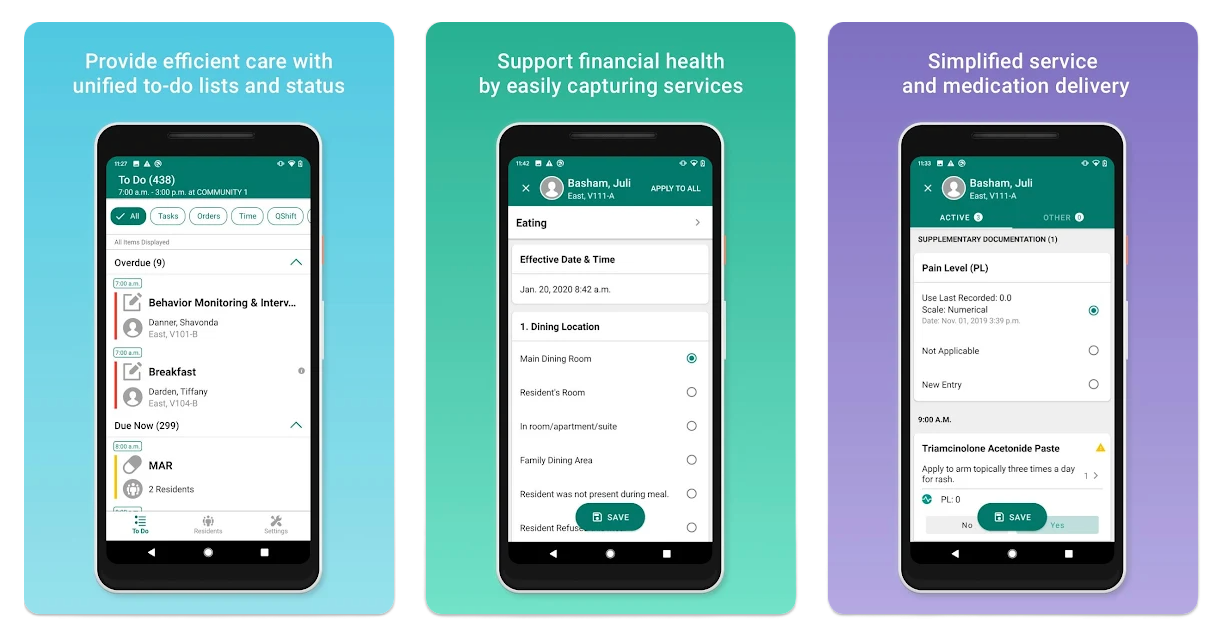 Provide efficient care with
unified to-do lists and status
11:27
To Do (438)
7:00 a.m. - 3:00 p.m. at COMMUNITY 1
All
Tasks
Orders
Time
QShift
All Items Displayed
Overdue (9)
7:00 a.m.
Behavior Monitoring & Interv...
Danner, Shavonda
East, V101-B
7:00 a.m.
Breakfast
Darden, Tiffany
East, V104-B
Due Now (299)
8:00 a.m.
MAR
2 Residents
To Do
Residents
Settings
Support financial health
by easily capturing services
11:42
Basham, Juli
East, V111-A
APPLY TO ALL
Eating
Effective Date & Time
Jan. 20, 2020 8:42 a.m.
1. Dining Location
Main Dining Room
Resident's Room
In room/apartment/suite
Family Dining Area
Resident was not present during meal.
Resident Refuse
SAVE
Simplified service
and medication delivery
11:33
Basham, Juli
East, V111-A
ACTIVE
OTHER 0
SUPPLEMENTARY DOCUMENTATION (1)
Pain Level (PL)
Use Last Recorded: 0.0
Scale: Numerical
Date: Nov. 01, 2019 3:39 p.m.
Not Applicable
New Entry
9:00 A.M.
Triamcinolone Acetonide Paste
Apply to arm topically three times a day
for rash.
1
PL: 0
No
SAVE
Yes